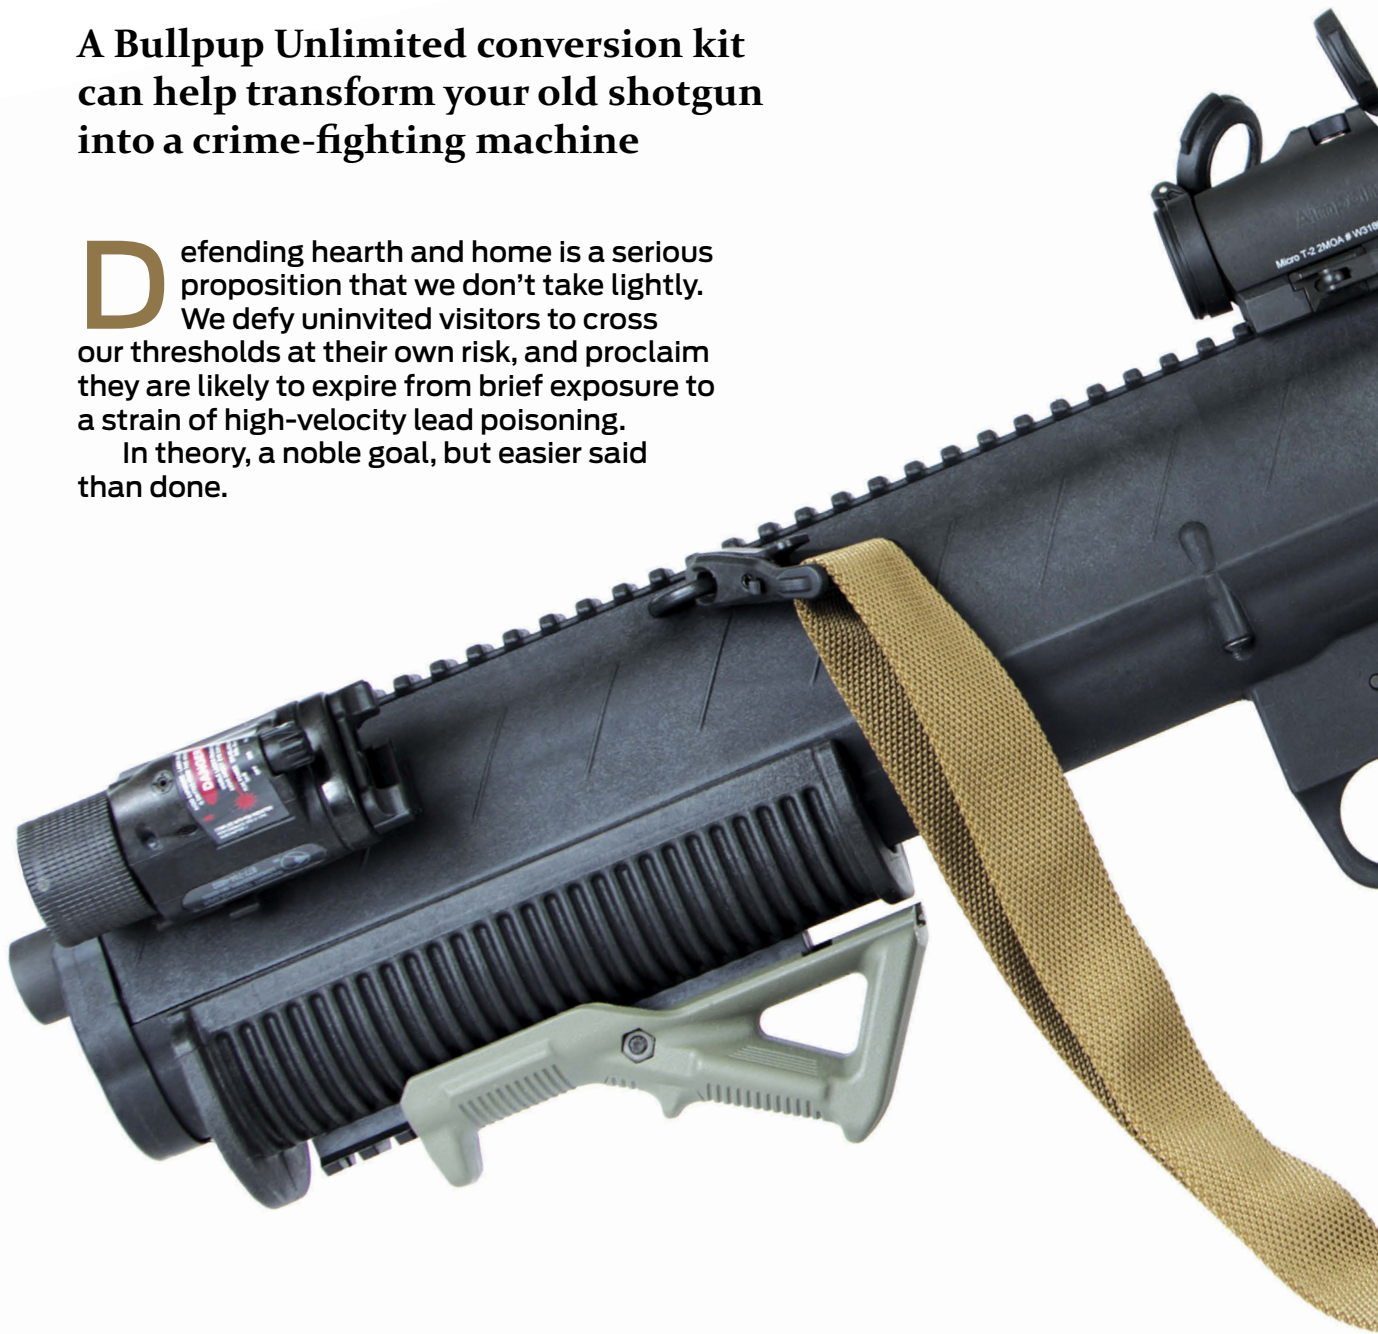 A Bullpup Unlimited conversion kit
can help transform your old shotgun
into a crime-fighting machine
Defending hearth and home is a serious
proposition that we don’t take lightly.
We defy uninvited visitors to cross
our thresholds at their own risk, and proclaim
they are likely to expire from brief exposure to
a strain of high-velocity lead poisoning.
In theory, a noble goal, but easier said
than done.
Micro T-2 2MOA #
DANGER